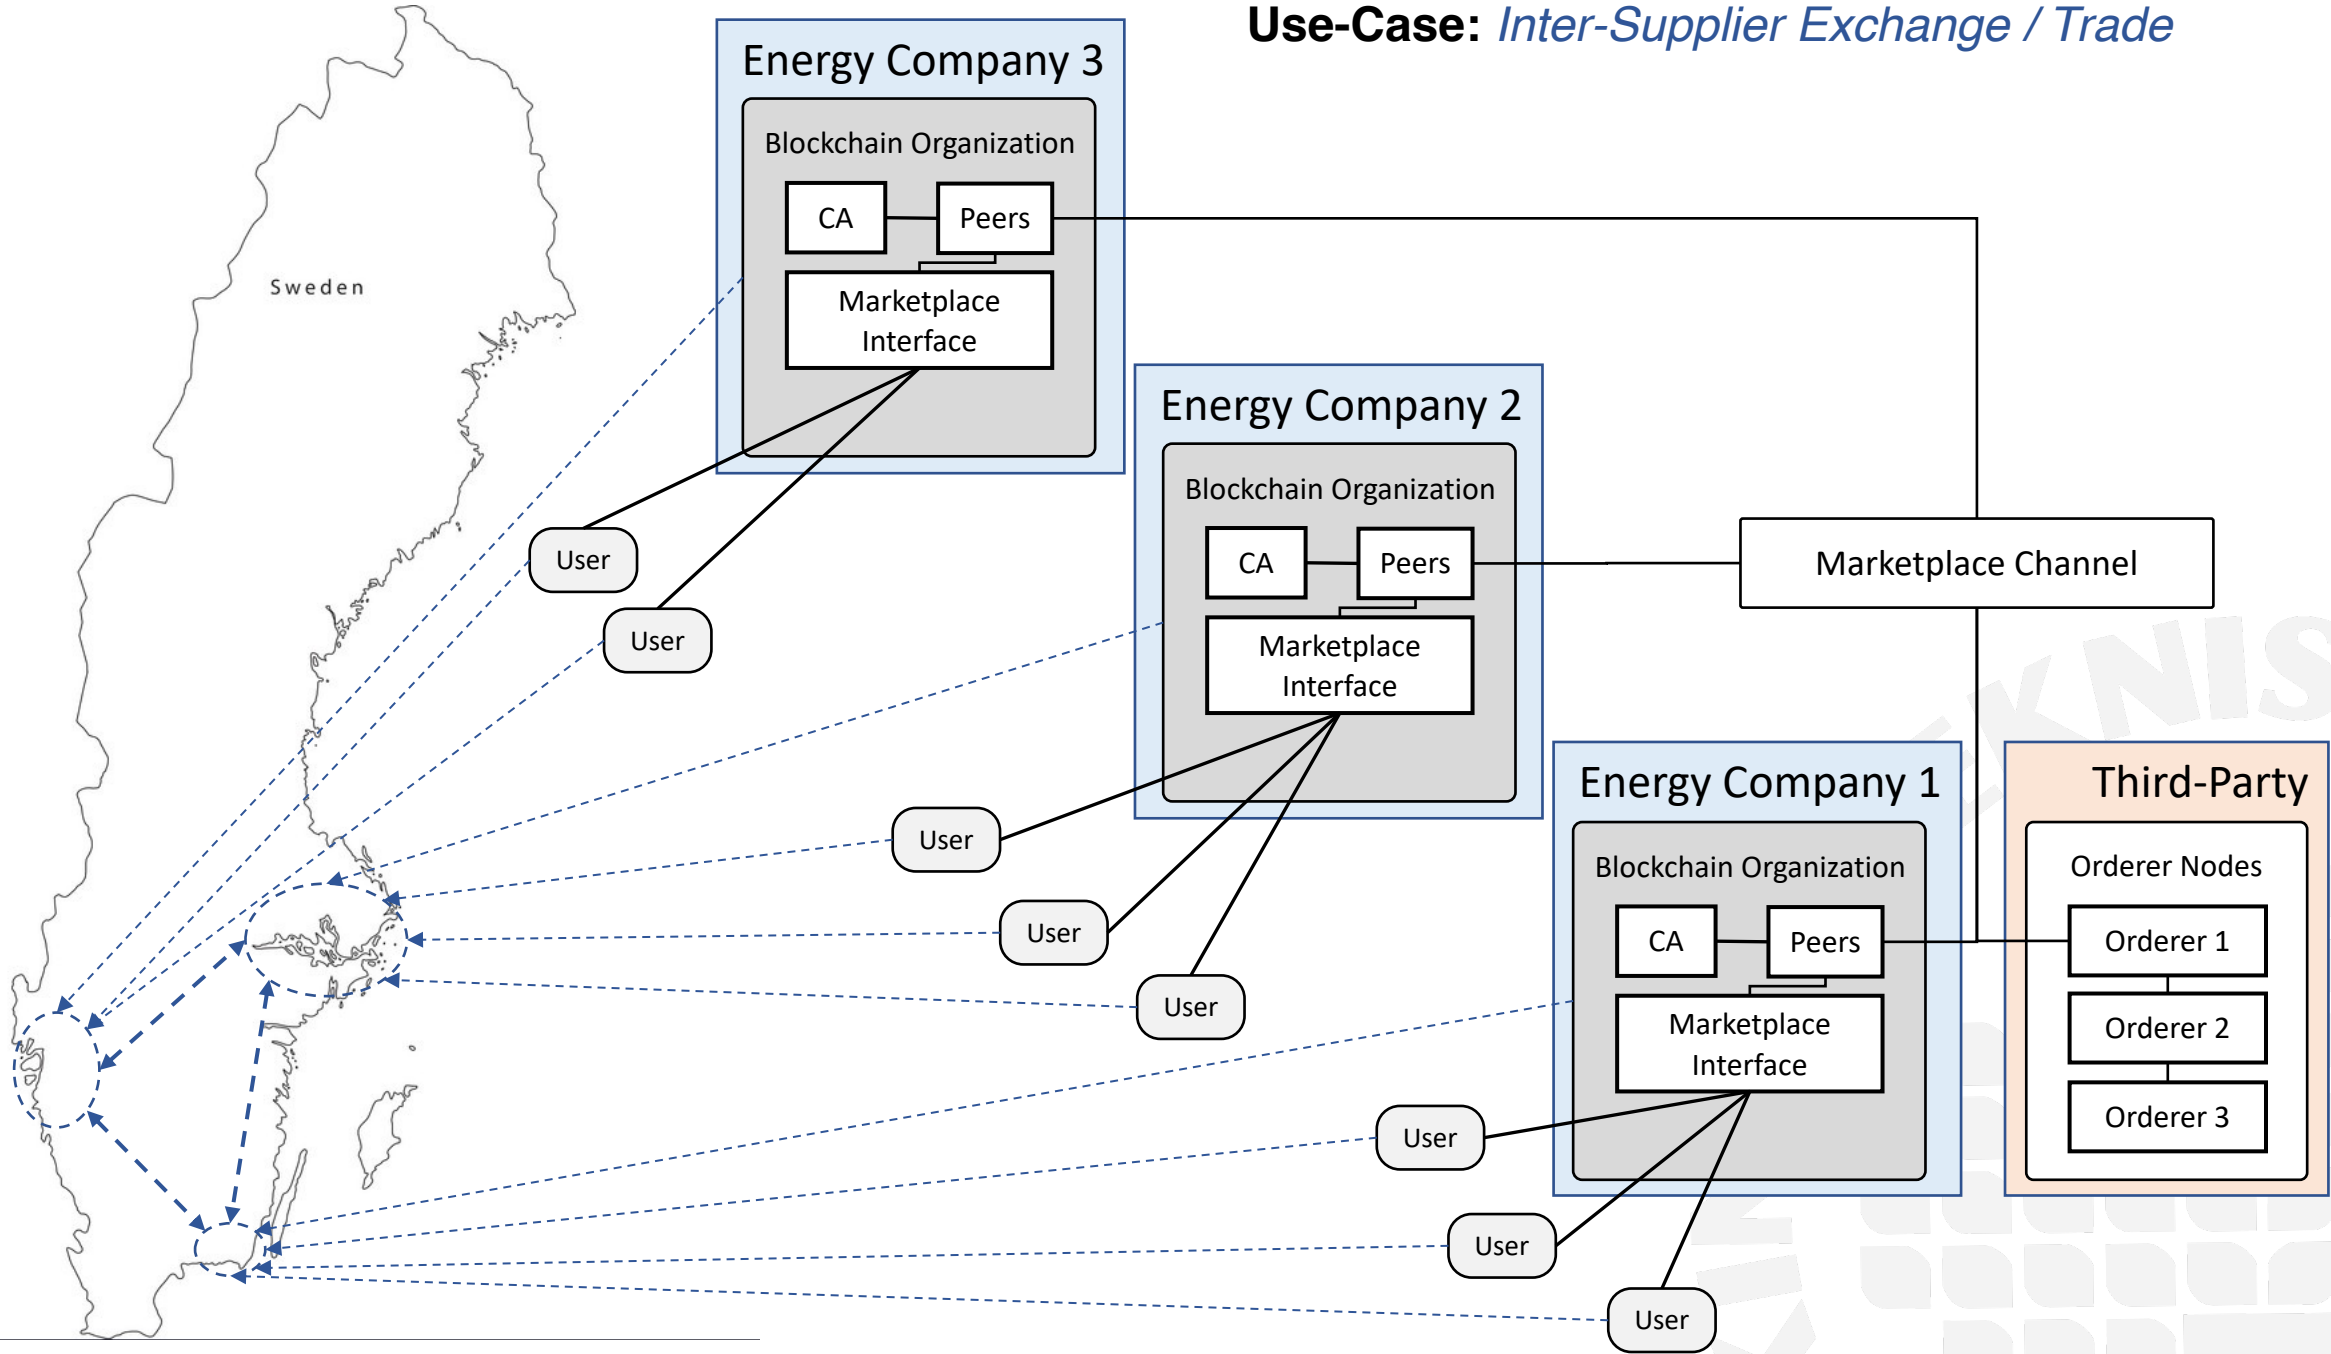 Use-Case: Inter-Supplier Exchange / Trade
Energy Company 3
Blockchain Organization
CA
Peers
Marketplace
Interface
Sweden
User
User
Energy Company 2
Blockchain Organization
CA
Peers
Marketplace
Interface
Marketplace Channel
User
User
User
Energy Company 1
Blockchain Organization
CA
Peers
Marketplace
Interface
User
User
User
Third-Party
Orderer Nodes
Orderer 1
Orderer 2
Orderer 3